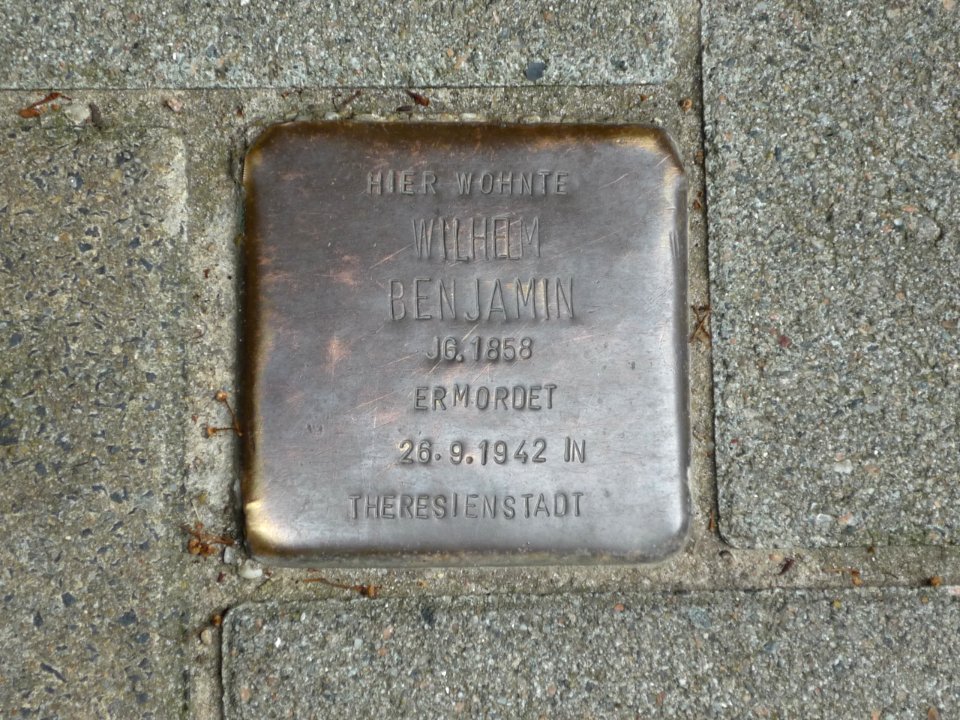 HIER WOHNTE
WILHELM
BENJAMIN
JG. 1858
ERMORDET
26.9.1942 IN
THERESIENSTADT